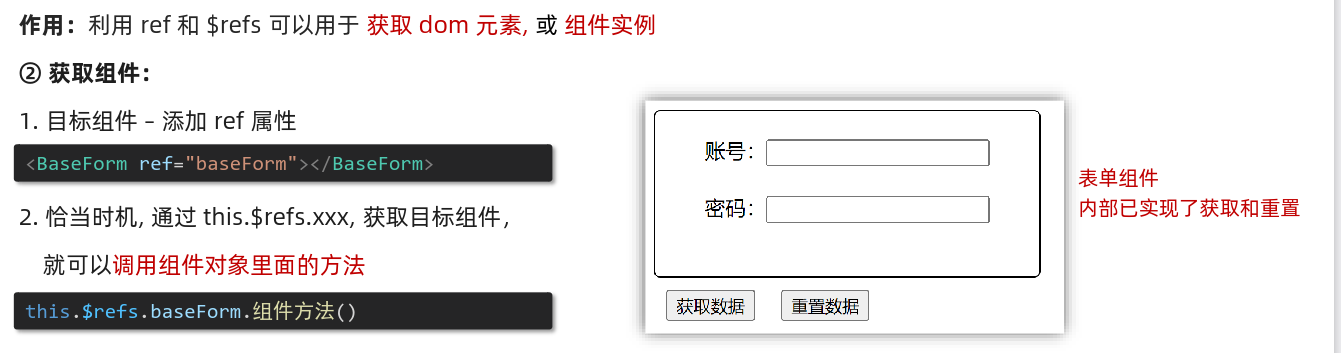 作用：利用 ref 和 $refs 可以用于 获取 dom 元素, 或 组件实例
② 获取组件：
1. 目标组件 – 添加 ref 属性
<BaseForm ref="baseForm"></BaseForm>
2. 恰当时机, 通过 this.$refs.xxx, 获取目标组件,
就可以调用组件对象里面的方法
this.$refs.baseForm.组件方法()
账号：
密码：
获取数据 重置数据
表单组件
内部已实现了获取和重置